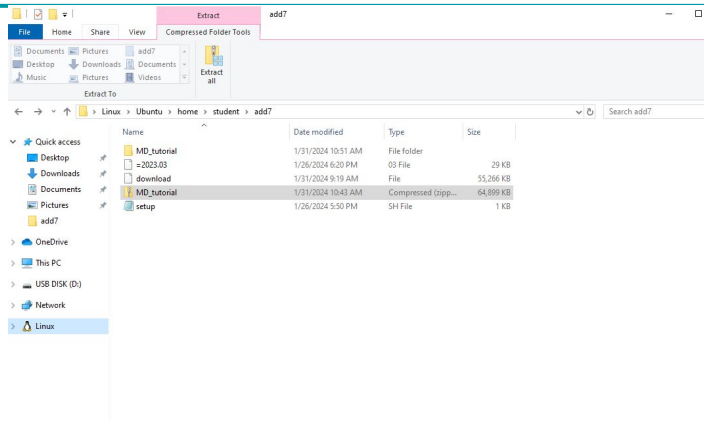 Extract add7
File Home Share View Compressed Folder Tools
Documents Pictures add7
Desktop Downloads Documents
Music Pictures Videos
Extract all
Extract To
Linux > Ubuntu > home > student > add7
Search add7
Name Date modified Type Size
Quick access
Desktop
Downloads
Documents
Pictures
add7
OneDrive
This PC
USB DISK (D:)
Network
Linux
MD_tutorial 1/31/2024 10:51 AM File folder
=2023.03 1/26/2024 6:20 PM 03 File 29 KB
download 1/31/2024 9:19 AM File 55,266 KB
MD_tutorial 1/31/2024 10:43 AM Compressed (zipp... 64,899 KB
setup 1/26/2024 5:50 PM SH File 1 KB